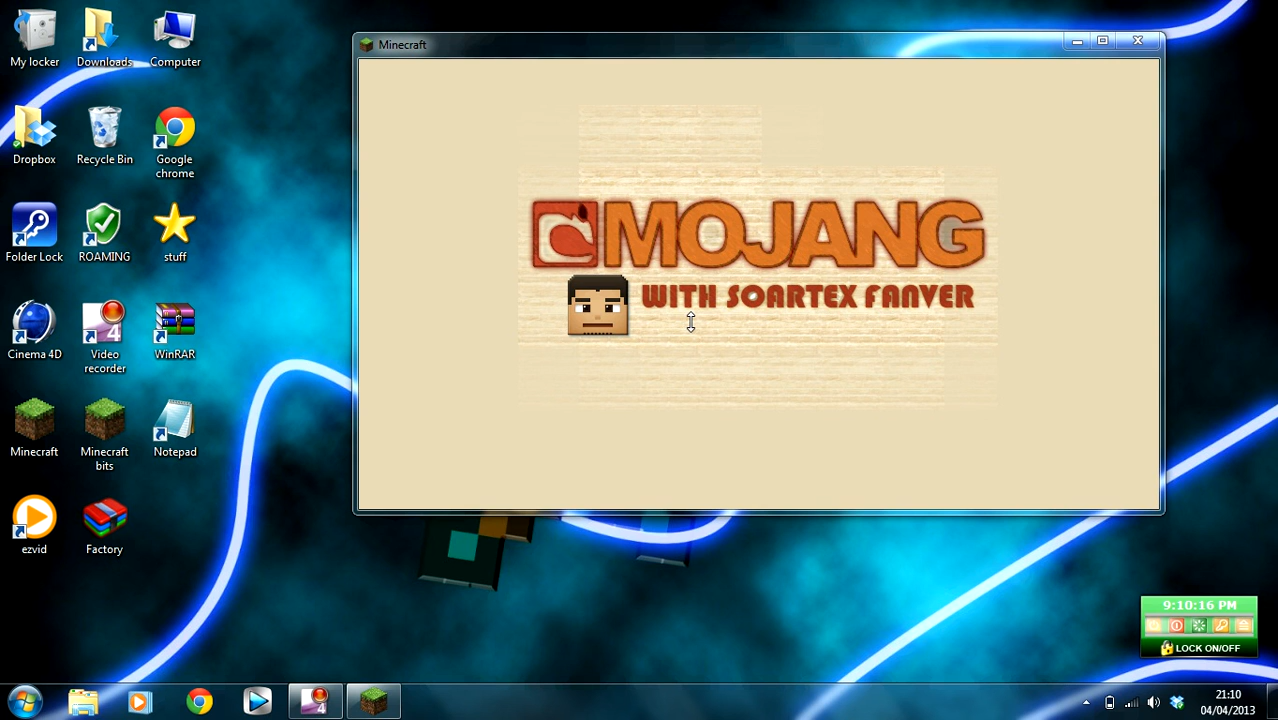 My locker
Downloads
Computer
Dropbox
Recycle Bin
Google
chrome
Folder Lock
ROAMING
stuff
Cinema 4D
Video
recorder
WinRAR
Minecraft
Minecraft
bits
Notepad
ezvid
Factory
Minecraft
MOJANG
WITH SOARTEX FANVER
9:10:16 PM
LOCK ON/OFF
4
4
21:10
04/04/2013